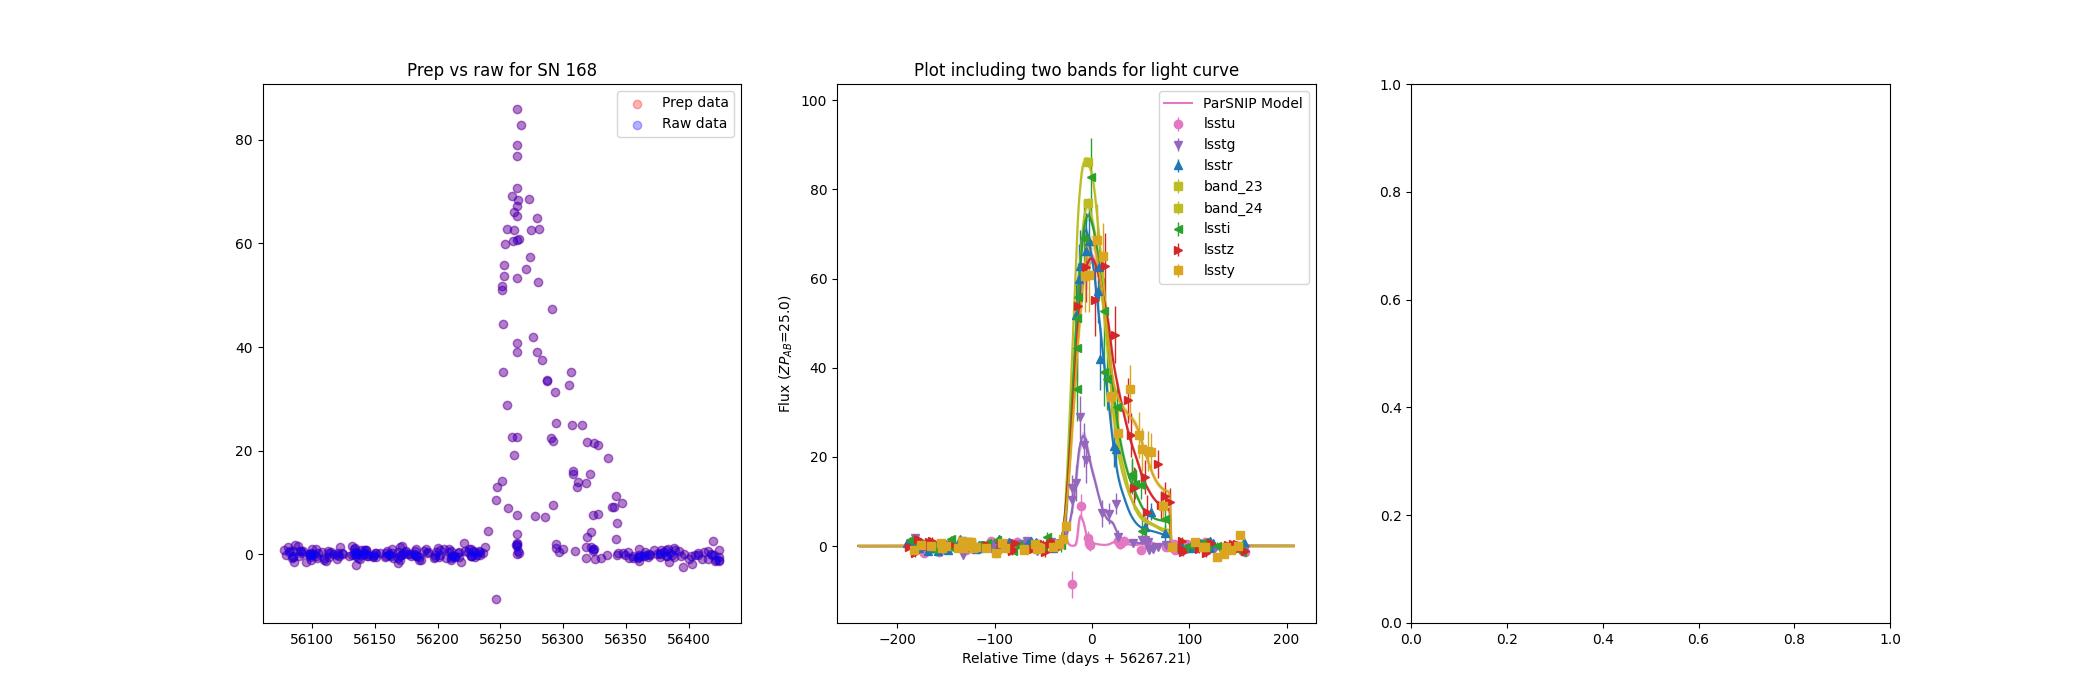 Prep vs raw for SN 168
Prep data
Raw data
80
60
40
20
0
56100 56150 56200 56250 56300 56350 56400
Plot including two bands for light curve
ParSNIP Model
lsstu
lsstg
lsstr
band_23
band_24
lssti
lsstz
lssty
Flux (ZP_AB=25.0)
100
80
60
40
20
0
−200 −100 0 100 200
Relative Time (days + 56267.21)
1.0
0.8
0.6
0.4
0.2
0.0
0.0 0.2 0.4 0.6 0.8 1.0